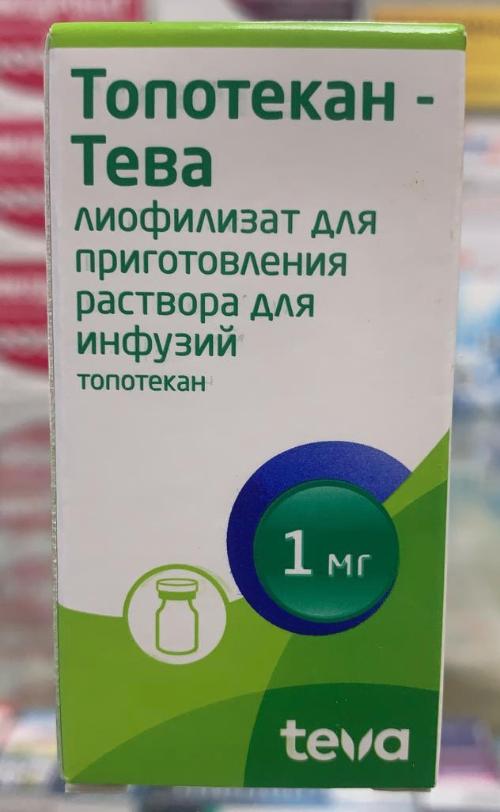 Топотекан -
Тева
лиофилизат для
приготовления
раствора для
инфузий
топотекан
1 мг
teva